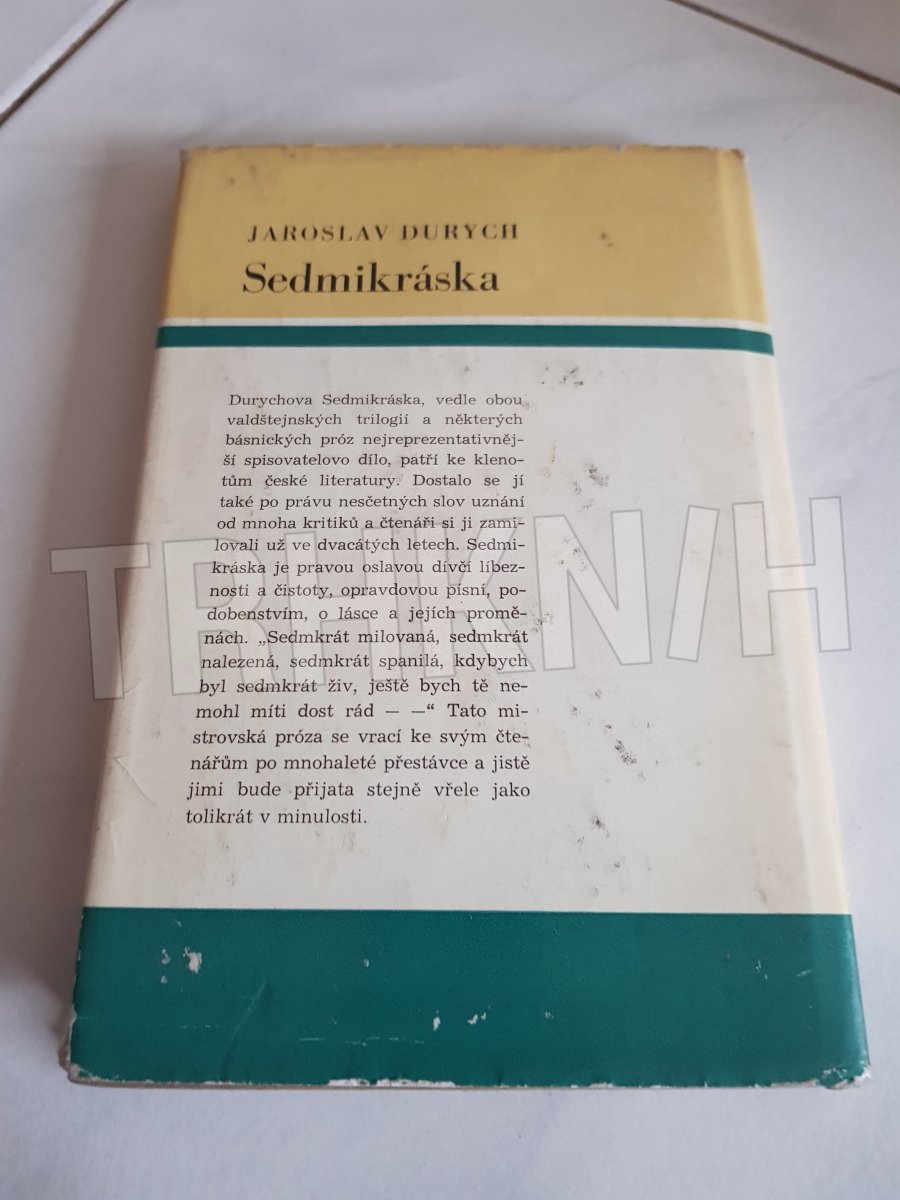 JAROSLAV DURYCH
Sedmikráska
Durychova Sedmikráska, vedle obou
valdštejnských trilogií a některých
básnických próz nejreprezentativněj-
ší spisovatelovo dílo, patří ke kleno-
tům české literatury. Dostalo se jí
také po právu nesčetných slov uznání
od mnoha kritiků a čtenáři si ji zami-
lovali už ve dvacátých letech. Sedmi-
kráska je pravou oslavou dívčí líbez-
nosti a čistoty, opravdovou písní, po-
dobenstvím, o lásce a jejích promě-
nách. „Sedmkrát milovaná, sedmkrát
nalezená, sedmkrát spanilá, kdybych
byl sedmkrát živ, ještě bych tě ne-
mohl míti dost rád — —“ Tato mi-
strovská próza se vrací ke svým čte-
nářům po mnohaleté přestávce a jistě
jimi bude přijata stejně vřele jako
tolikrát v minulosti.
TRHKN/H